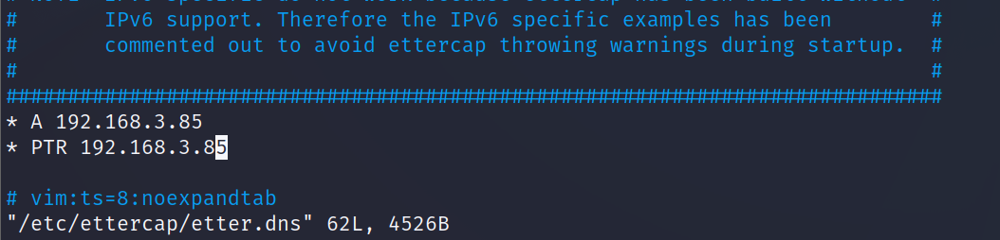 #       IPv6 support. Therefore the IPv6 specific examples has been        #
#       commented out to avoid ettercap throwing warnings during startup.  #
#                                                                          #
############################################################################
* A 192.168.3.85
* PTR 192.168.3.85
# vim:ts=8:noexpandtab
"/etc/ettercap/etter.dns" 62L, 4526B